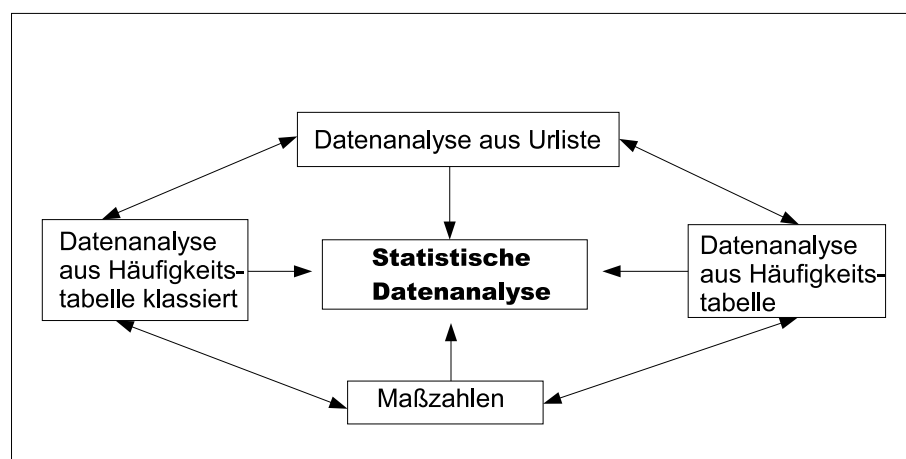 Datenanalyse aus Urliste
Datenanalyse
aus Häufigkeits-
tabelle klassiert
Statistische
Datenanalyse
Datenanalyse
aus Häufigkeits-
tabelle
Maßzahlen